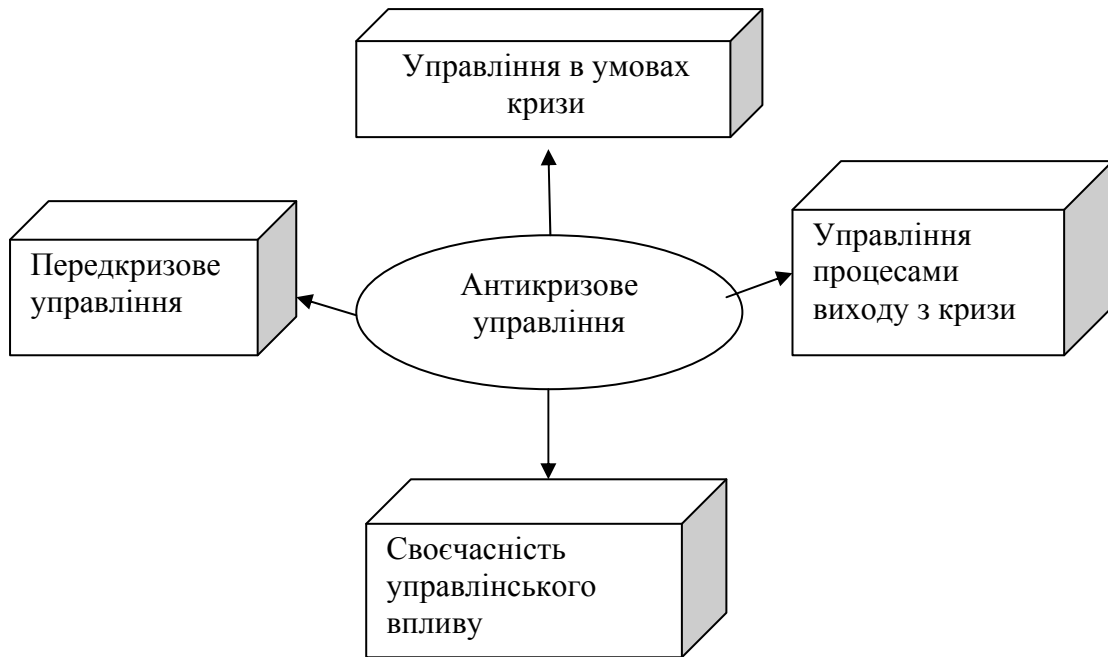 Управління в умовах
кризи
Передкризове
управління
Антикризове
управління
Управління
процесами
виходу з кризи
Своєчасність
управлінського
впливу